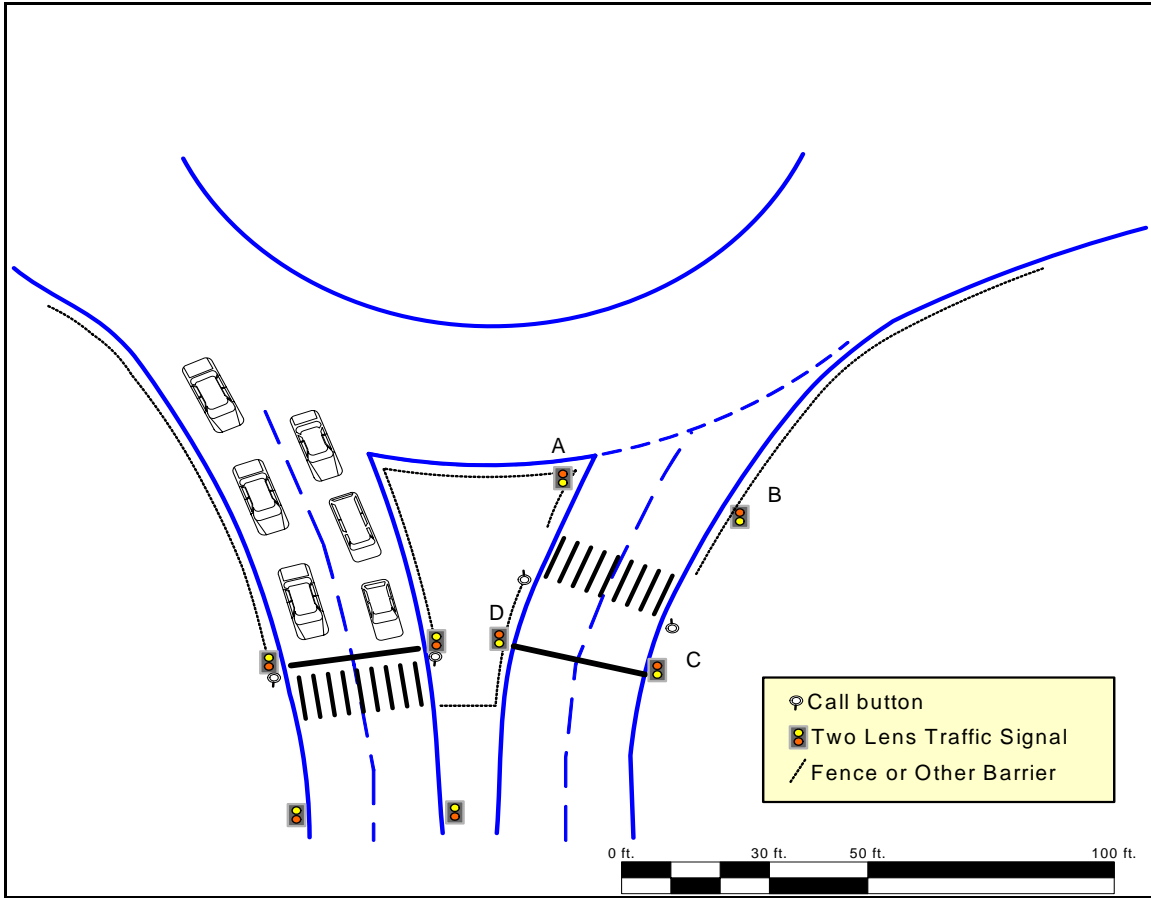 A
B
D
C
Call button
Two Lens Traffic Signal
Fence or Other Barrier
0 ft. 30 ft. 50 ft. 100 ft.